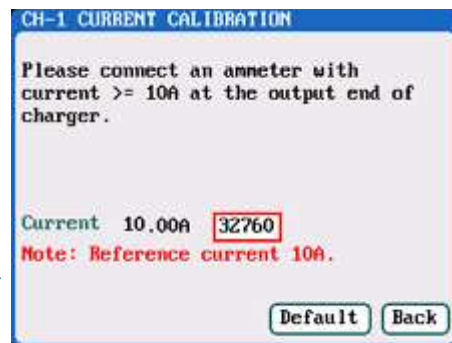 CH-1 CURRENT CALIBRATION
Please connect an ammeter with
current >= 10A at the output end of
charger.
Current 10.00A 32760
Note: Reference current 10A.
Default Back